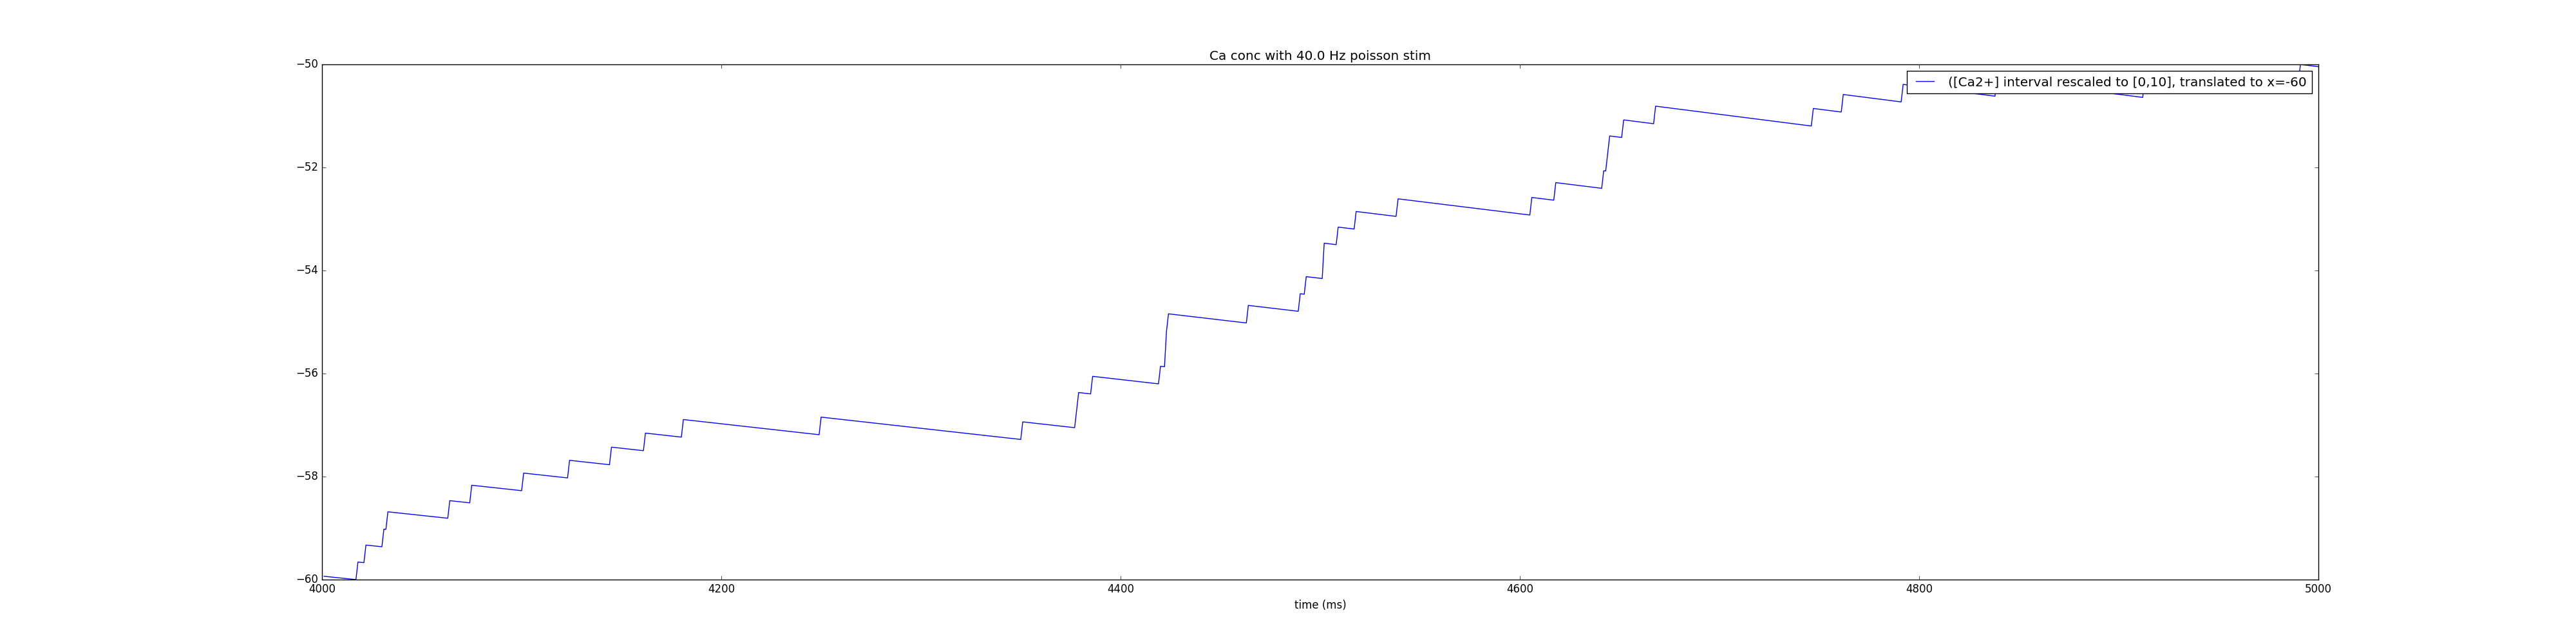 Ca conc with 40.0 Hz poisson stim
([Ca2+] interval rescaled to [0,10], translated to x=-60
−50
−52
−54
−56
−58
−60
4000 4200 4400 4600 4800 5000
time (ms)